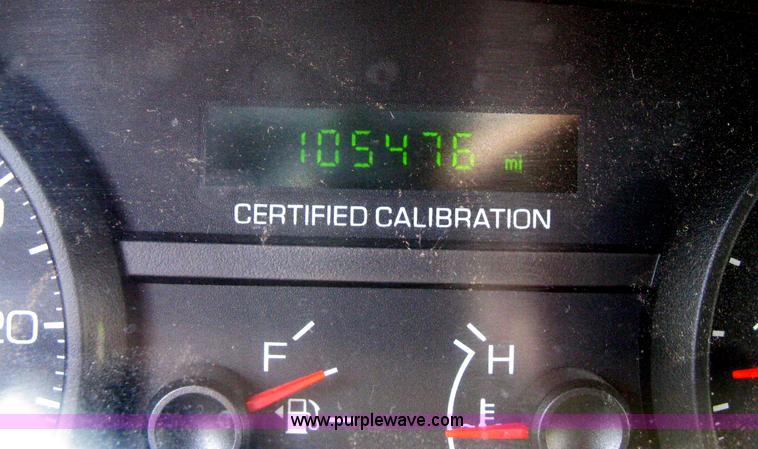 105476 mi
CERTIFIED CALIBRATION
20
F
H
www.purplewave.com